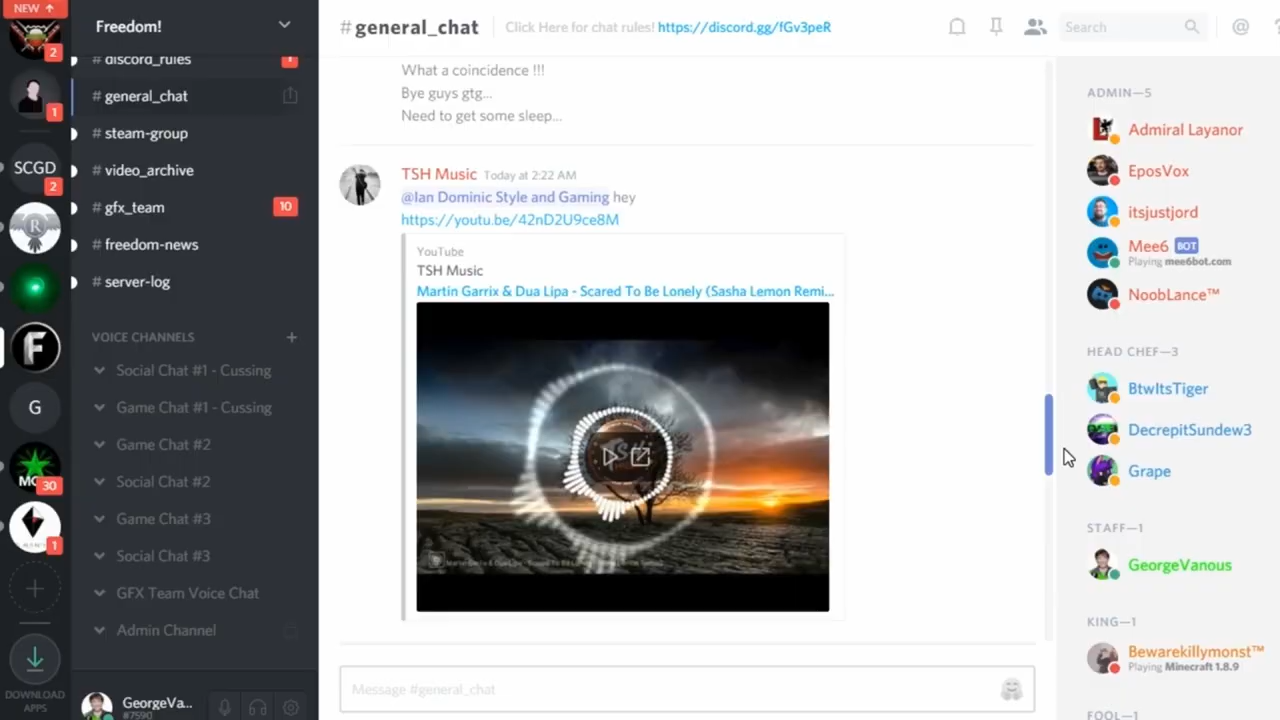 NEW ↑
2
1
SCGD
2
R
F
G
MC
30
1
DOWNLOAD
APPS
Freedom!
# discord_rules
1
# general_chat
# steam-group
# video_archive
# gfx_team
10
# freedom-news
# server-log
VOICE CHANNELS
Social Chat #1 - Cussing
Game Chat #1 - Cussing
Game Chat #2
Social Chat #2
Game Chat #3
Social Chat #3
GFX Team Voice Chat
Admin Channel
GeorgeVa...
#7590
# general_chat
Click Here for chat rules! https://discord.gg/fGv3peR
Search
@
What a coincidence !!!
Bye guys gtg...
Need to get some sleep...
TSH Music Today at 2:22 AM
@Ian Dominic Style and Gaming hey
https://youtu.be/42nD2U9ce8M
YouTube
TSH Music
Martin Garrix & Dua Lipa - Scared To Be Lonely (Sasha Lemon Remi...
Message #general_chat
ADMIN—5
Admiral Layanor
EposVox
itsjustjord
Mee6 BOT
Playing mee6bot.com
NoobLance™
HEAD CHEF—3
BtwItsTiger
DecrepitSundew3
Grape
STAFF—1
GeorgeVanous
KING—1
Bewarekillymonst™
Playing Minecraft 1.8.9
FOOL—1